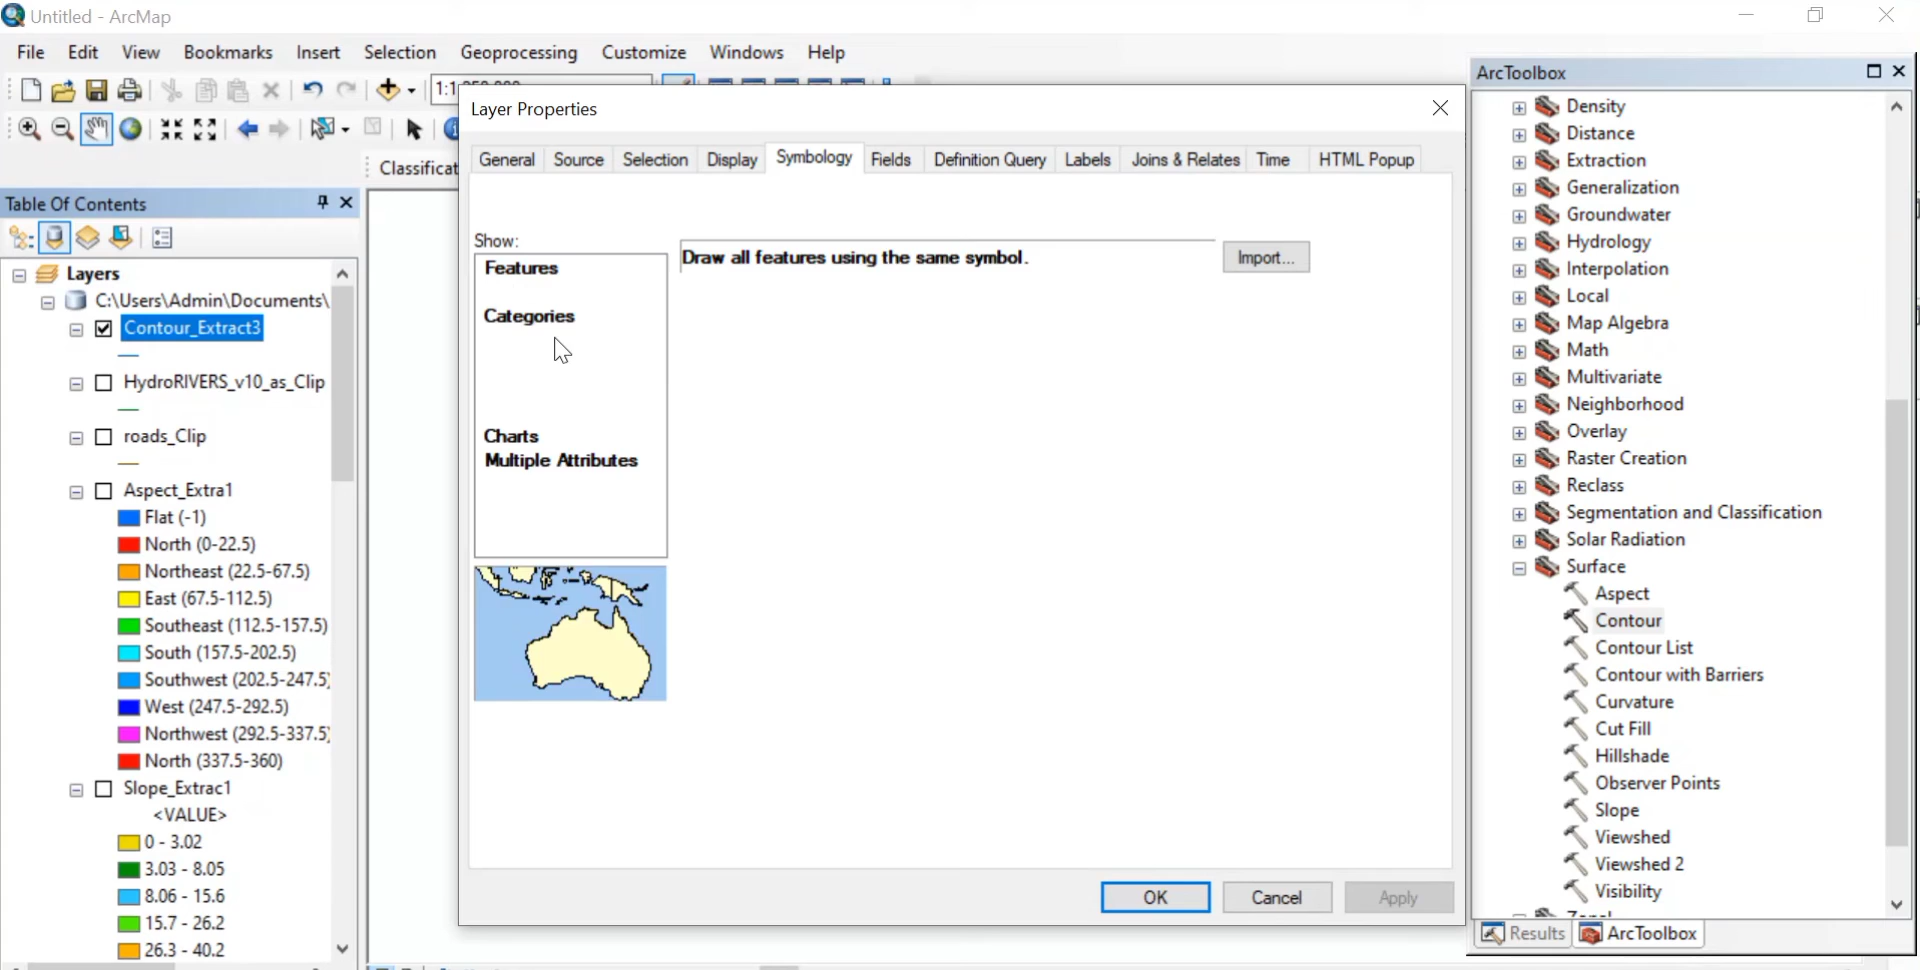 Untitled - ArcMap
File Edit View Bookmarks Insert Selection Geoprocessing Customize Windows Help
Classificat
Table Of Contents
Layers
C:\Users\Admin\Documents\
Contour_Extract3
HydroRIVERS_v10_as_Clip
roads_Clip
Aspect_Extra1
Flat (-1)
North (0-22.5)
Northeast (22.5-67.5)
East (67.5-112.5)
Southeast (112.5-157.5)
South (157.5-202.5)
Southwest (202.5-247.5)
West (247.5-292.5)
Northwest (292.5-337.5)
North (337.5-360)
Slope_Extrac1
<VALUE>
0 - 3.02
3.03 - 8.05
8.06 - 15.6
15.7 - 26.2
26.3 - 40.2
Layer Properties
General Source Selection Display Symbology Fields Definition Query Labels Joins & Relates Time HTML Popup
Show:
Features
Categories
Charts
Multiple Attributes
Draw all features using the same symbol.
Import...
OK Cancel Apply
ArcToolbox
Density
Distance
Extraction
Generalization
Groundwater
Hydrology
Interpolation
Local
Map Algebra
Math
Multivariate
Neighborhood
Overlay
Raster Creation
Reclass
Segmentation and Classification
Solar Radiation
Surface
Aspect
Contour
Contour List
Contour with Barriers
Curvature
Cut Fill
Hillshade
Observer Points
Slope
Viewshed
Viewshed 2
Visibility
Results ArcToolbox